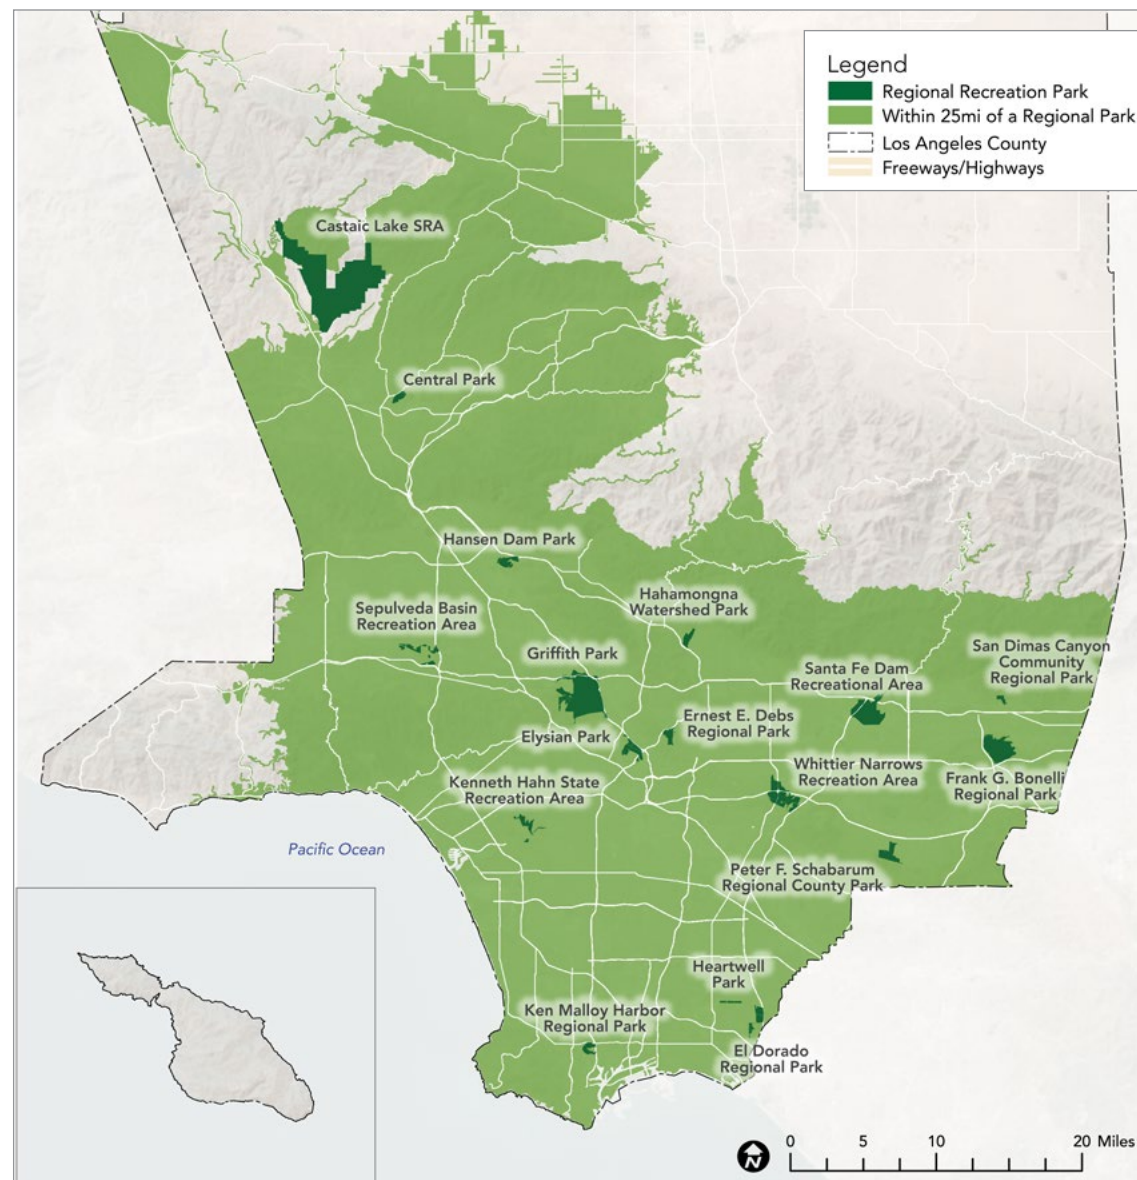 Legend
Regional Recreation Park
Within 25mi of a Regional Park
Los Angeles County
Freeways/Highways
Castaic Lake SRA
Central Park
Hansen Dam Park
Hahamongna
Watershed Park
Sepulveda Basin
Recreation Area
Griffith Park
San Dimas Canyon
Community
Regional Park
Santa Fe Dam
Recreational Area
Ernest E. Debs
Regional Park
Elysian Park
Whittier Narrows
Recreation Area
Frank G. Bonelli
Regional Park
Kenneth Hahn State
Recreation Area
Pacific Ocean
Peter F. Schabarum
Regional County Park
Heartwell
Park
Ken Malloy Harbor
Regional Park
El Dorado
Regional Park
N
0 5 10 20 Miles